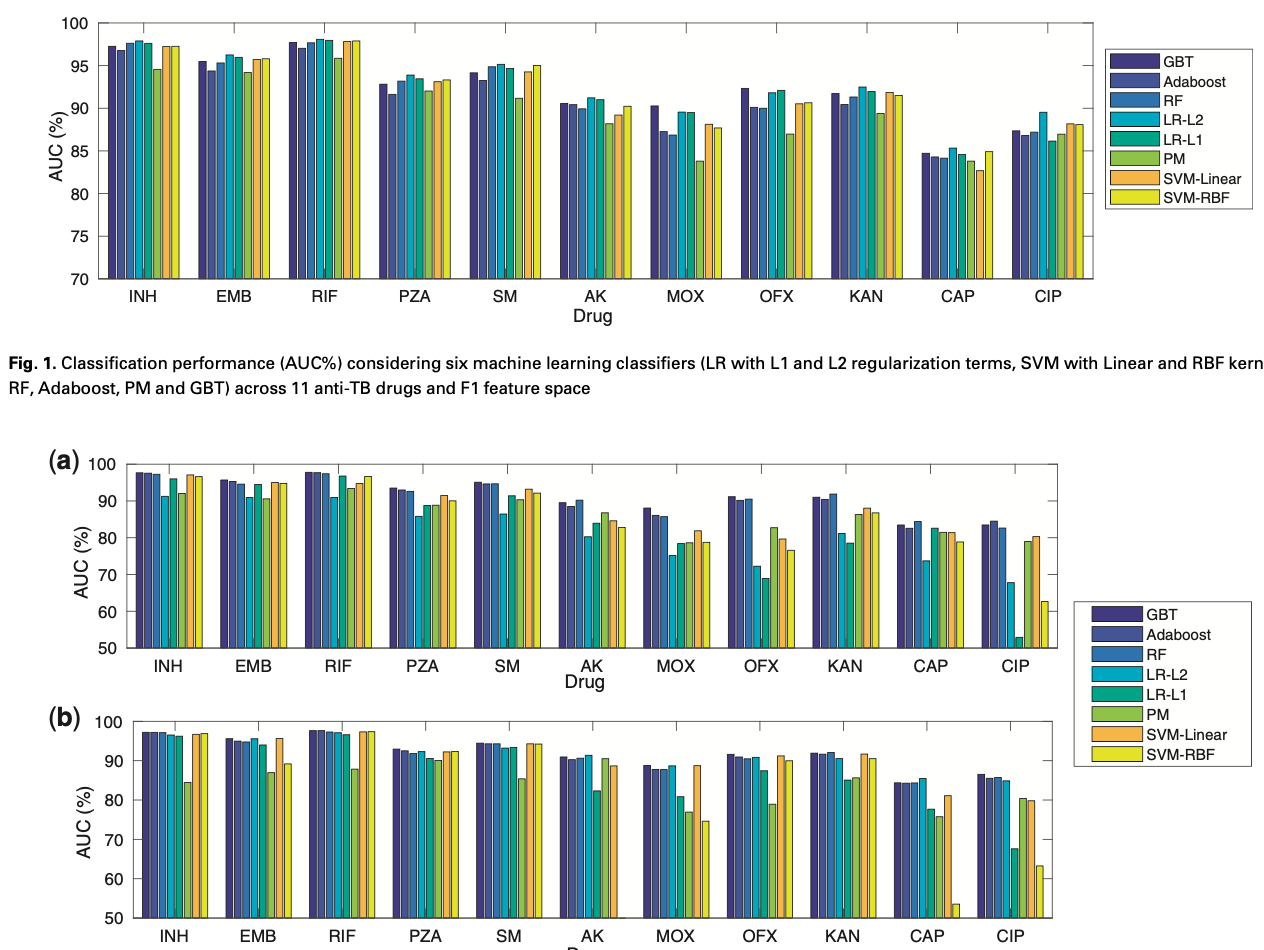 100
95
90
85
80
75
70
AUC (%)
INH EMB RIF PZA SM AK MOX OFX KAN CAP CIP
Drug
GBT
Adaboost
RF
LR-L2
LR-L1
PM
SVM-Linear
SVM-RBF
Fig. 1. Classification performance (AUC%) considering six machine learning classifiers (LR with L1 and L2 regularization terms, SVM with Linear and RBF kern
RF, Adaboost, PM and GBT) across 11 anti-TB drugs and F1 feature space
(a)
100
90
80
70
60
50
AUC (%)
INH EMB RIF PZA SM AK MOX OFX KAN CAP CIP
Drug
GBT
Adaboost
RF
LR-L2
LR-L1
PM
SVM-Linear
SVM-RBF
(b)
100
90
80
70
60
50
AUC (%)
INH EMB RIF PZA SM AK MOX OFX KAN CAP CIP